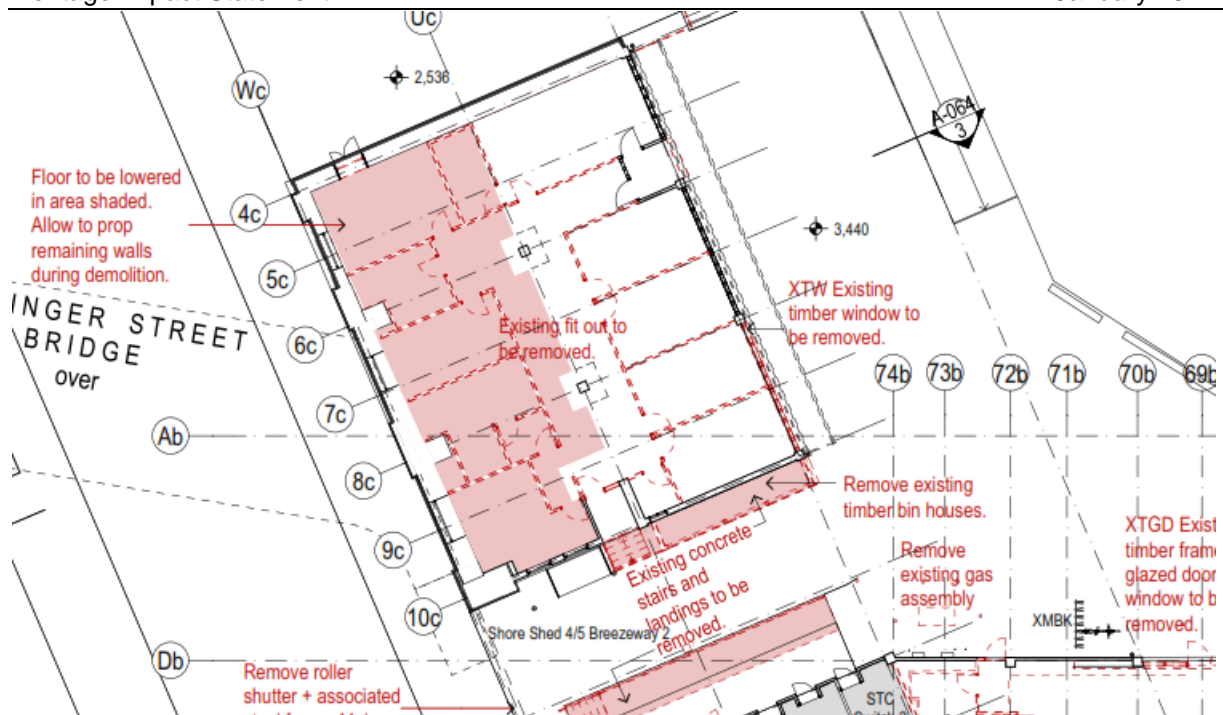 Uc
Wc
2,536
A-064
3
Floor to be lowered
in area shaded.
Allow to prop
remaining walls
during demolition.
4c
5c
3,440
XTW Existing
timber window to
be removed.
INGER STREET
BRIDGE
over
6c
Existing fit out to
be removed.
7c
74b
73b
72b
71b
70b
69b
Ab
8c
Remove existing
timber bin houses.
9c
Existing concrete
stairs and
landings to be
removed.
Remove
existing gas
assembly
XTGD Exist
timber frame
glazed door
window to b
removed.
10c
XMBK
Shore Shed 4/5 Breezeway 2
Db
Remove roller
shutter + associated
STC